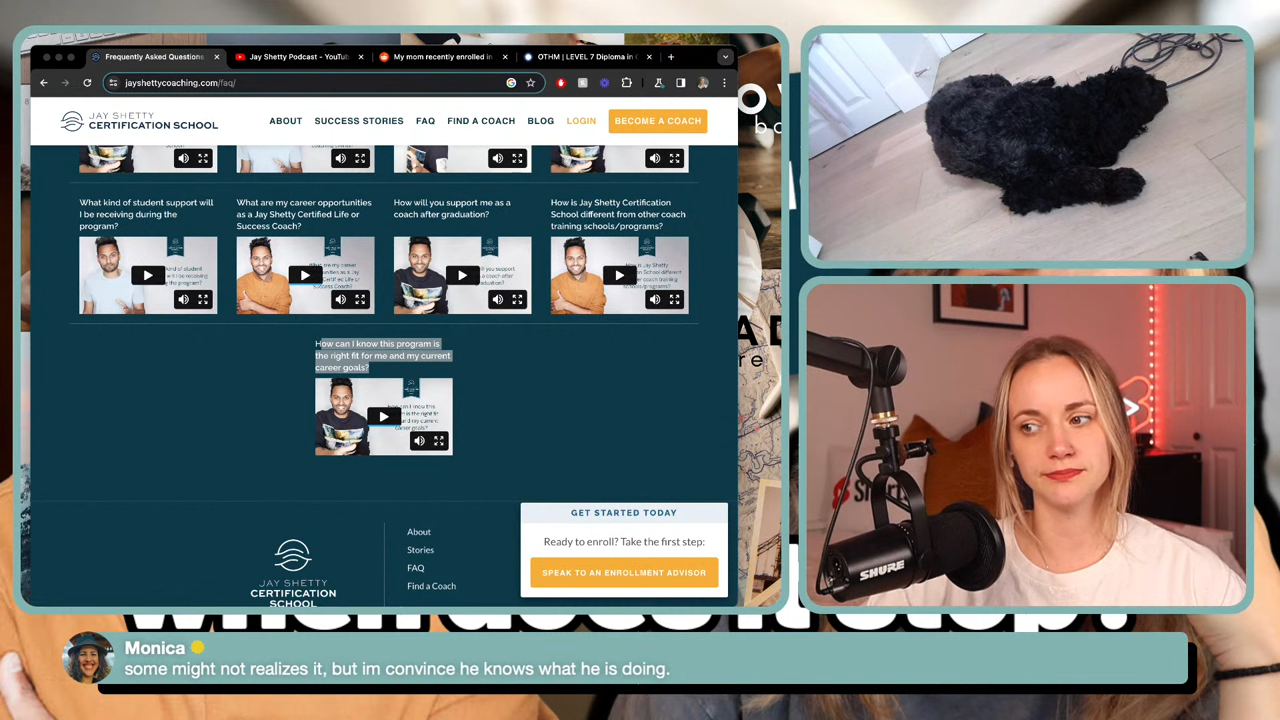 Frequently Asked Questions
Jay Shetty Podcast - YouTub
My mom recently enrolled in
OTHM | LEVEL 7 Diploma in
jayshettycoaching.com/faq/
JAY SHETTY
CERTIFICATION SCHOOL
ABOUT
SUCCESS STORIES
FAQ
FIND A COACH
BLOG
LOGIN
BECOME A COACH
What kind of student support will
I be receiving during the
program?
What are my career opportunities
as a Jay Shetty Certified Life or
Success Coach?
How will you support me as a
coach after graduation?
How is Jay Shetty Certification
School different from other coach
training schools/programs?
How can I know this program is
the right fit for me and my current
career goals?
GET STARTED TODAY
Ready to enroll? Take the first step:
SPEAK TO AN ENROLLMENT ADVISOR
JAY SHETTY
CERTIFICATION
SCHOOL
About
Stories
FAQ
Find a Coach
SHURE
Monica
some might not realizes it, but im convince he knows what he is doing.